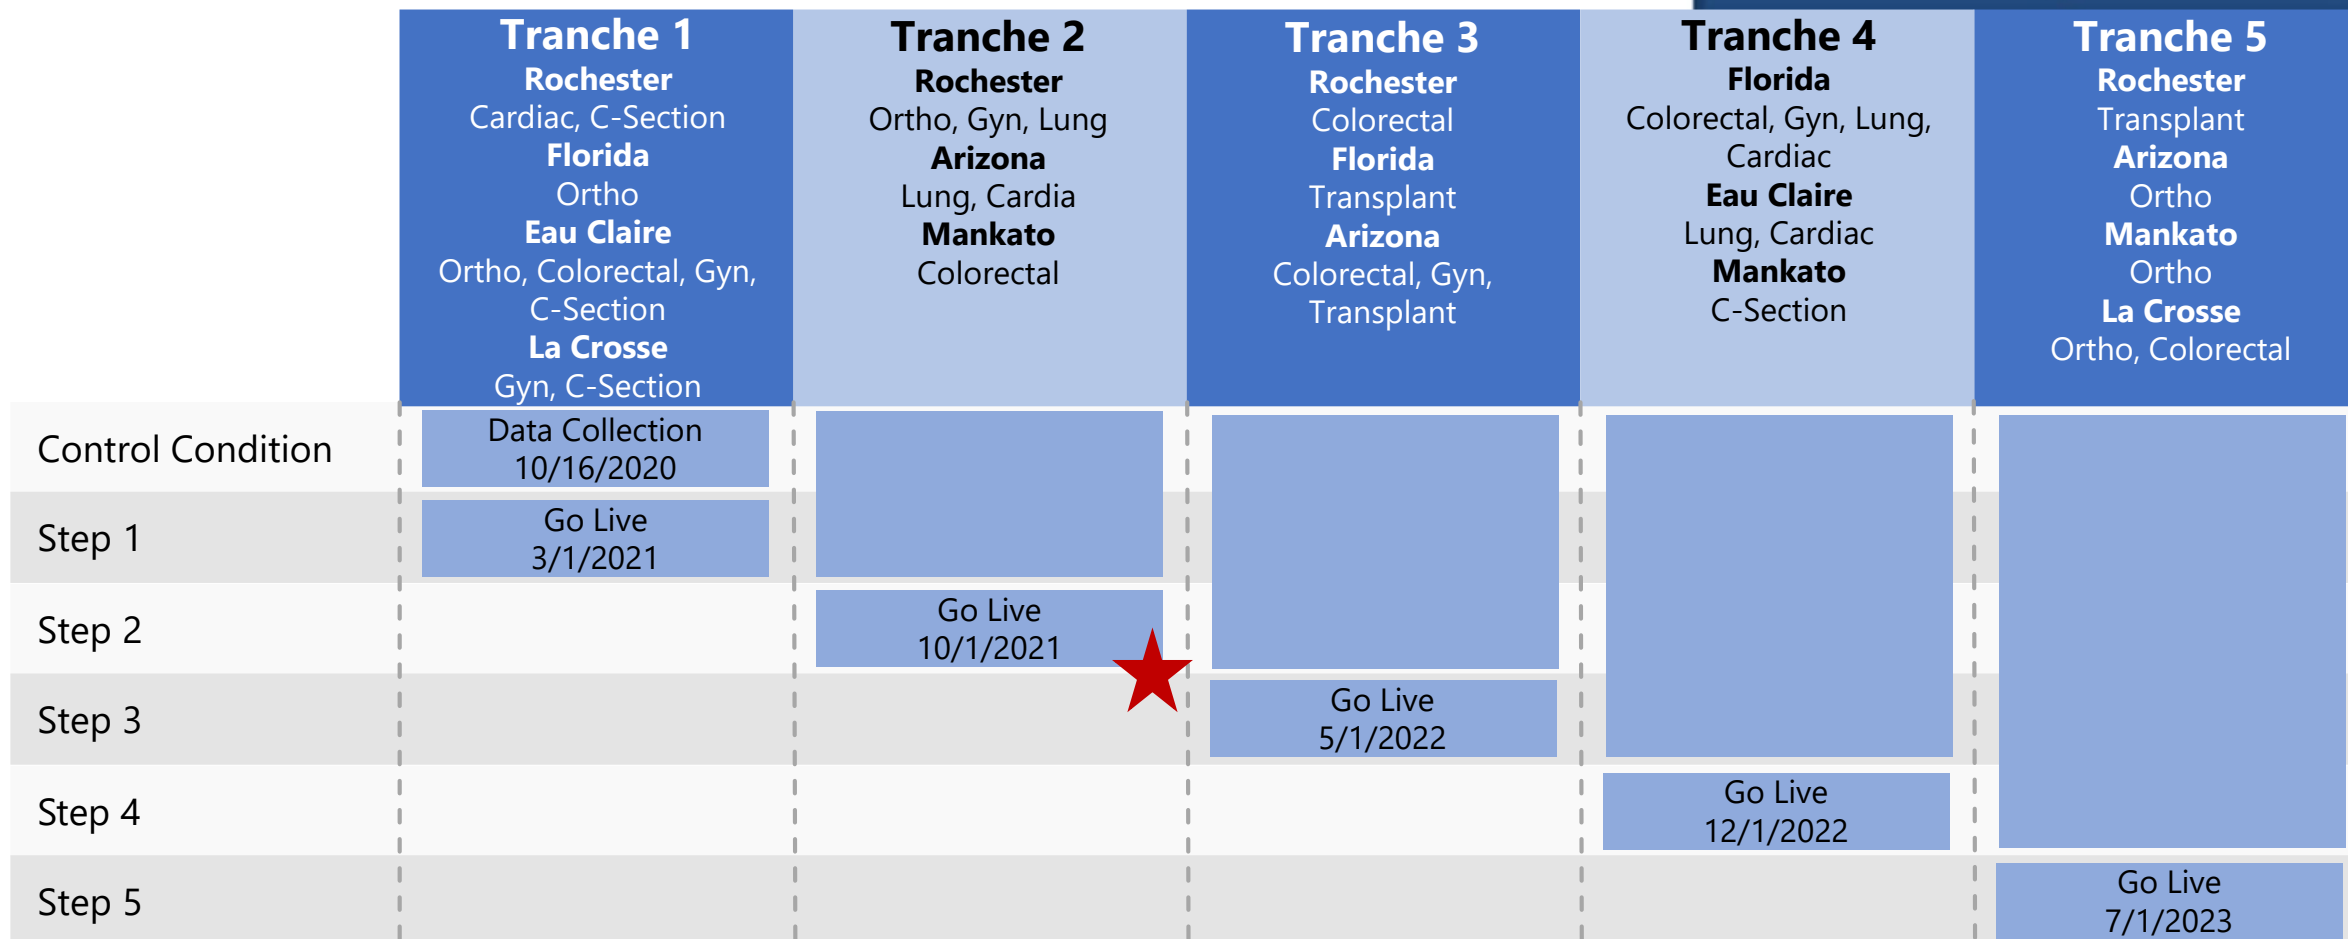 Tranche 1
Rochester
Cardiac, C-Section
Florida
Ortho
Eau Claire
Ortho, Colorectal, Gyn,
C-Section
La Crosse
Gyn, C-Section
Tranche 2
Rochester
Ortho, Gyn, Lung
Arizona
Lung, Cardia
Mankato
Colorectal
Tranche 3
Rochester
Colorectal
Florida
Transplant
Arizona
Colorectal, Gyn,
Transplant
Tranche 4
Florida
Colorectal, Gyn, Lung,
Cardiac
Eau Claire
Lung, Cardiac
Mankato
C-Section
Tranche 5
Rochester
Transplant
Arizona
Ortho
Mankato
Ortho
La Crosse
Ortho, Colorectal
Control Condition
Data Collection
10/16/2020
Step 1
Go Live
3/1/2021
Step 2
Go Live
10/1/2021
Step 3
Go Live
5/1/2022
Step 4
Go Live
12/1/2022
Step 5
Go Live
7/1/2023